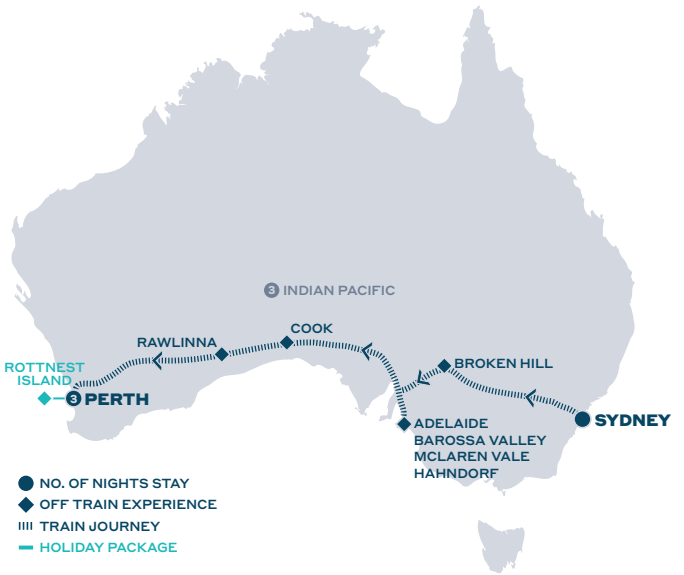 3 INDIAN PACIFIC
COOK
RAWLINNA
BROKEN HILL
ROTTNEST
ISLAND
3 PERTH
SYDNEY
ADELAIDE
BAROSSA VALLEY
MCLAREN VALE
HAHNDORF
NO. OF NIGHTS STAY
OFF TRAIN EXPERIENCE
TRAIN JOURNEY
HOLIDAY PACKAGE